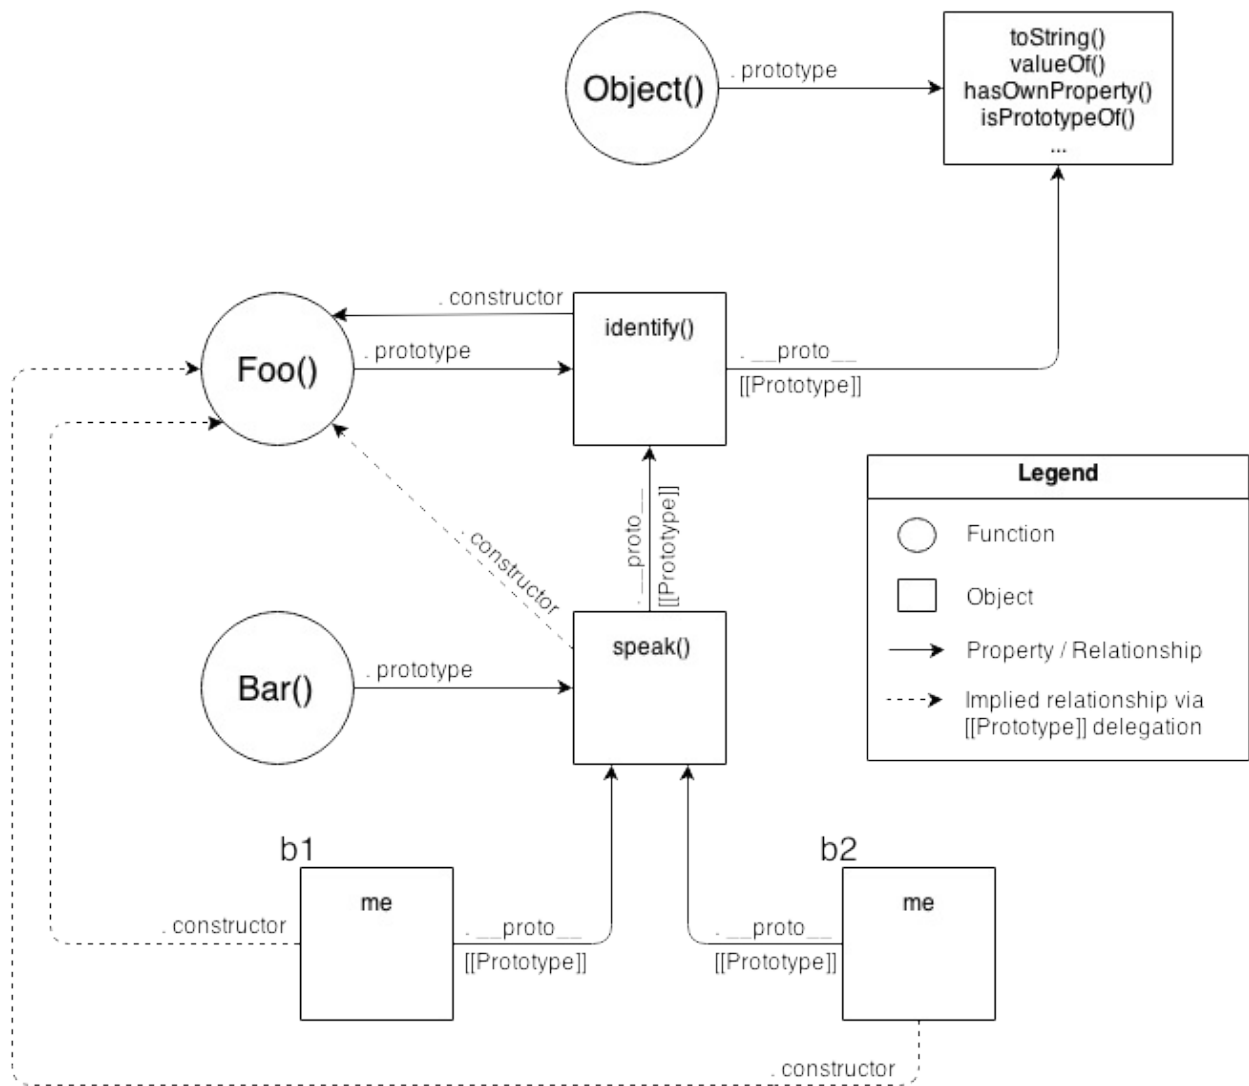 Object()
. prototype
toString()
valueOf()
hasOwnProperty()
isPrototypeOf()
...
Foo()
. constructor
. prototype
identify()
. __proto__
[[Prototype]]
. __proto__
[[Prototype]]
. constructor
Legend
Function
Object
Property / Relationship
Implied relationship via
[[Prototype]] delegation
Bar()
. prototype
speak()
b1
me
. constructor
. __proto__
[[Prototype]]
b2
me
. __proto__
[[Prototype]]
. constructor